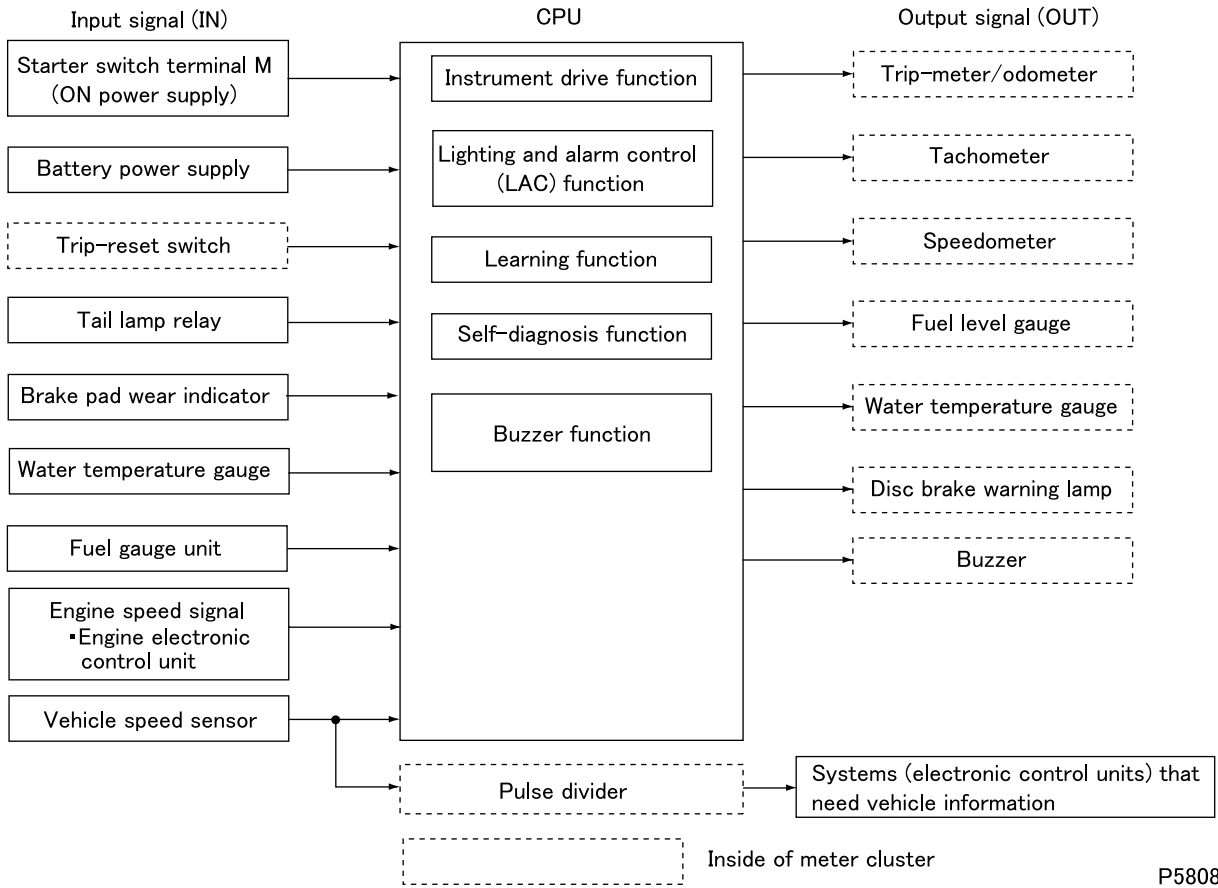 Input signal (IN)
CPU
Output signal (OUT)
Starter switch terminal M
(ON power supply)
Battery power supply
Trip-reset switch
Tail lamp relay
Brake pad wear indicator
Water temperature gauge
Fuel gauge unit
Engine speed signal
▪Engine electronic
control unit
Vehicle speed sensor
Instrument drive function
Lighting and alarm control
(LAC) function
Learning function
Self-diagnosis function
Buzzer function
Trip-meter/odometer
Tachometer
Speedometer
Fuel level gauge
Water temperature gauge
Disc brake warning lamp
Buzzer
Pulse divider
Systems (electronic control units) that
need vehicle information
Inside of meter cluster
P5808